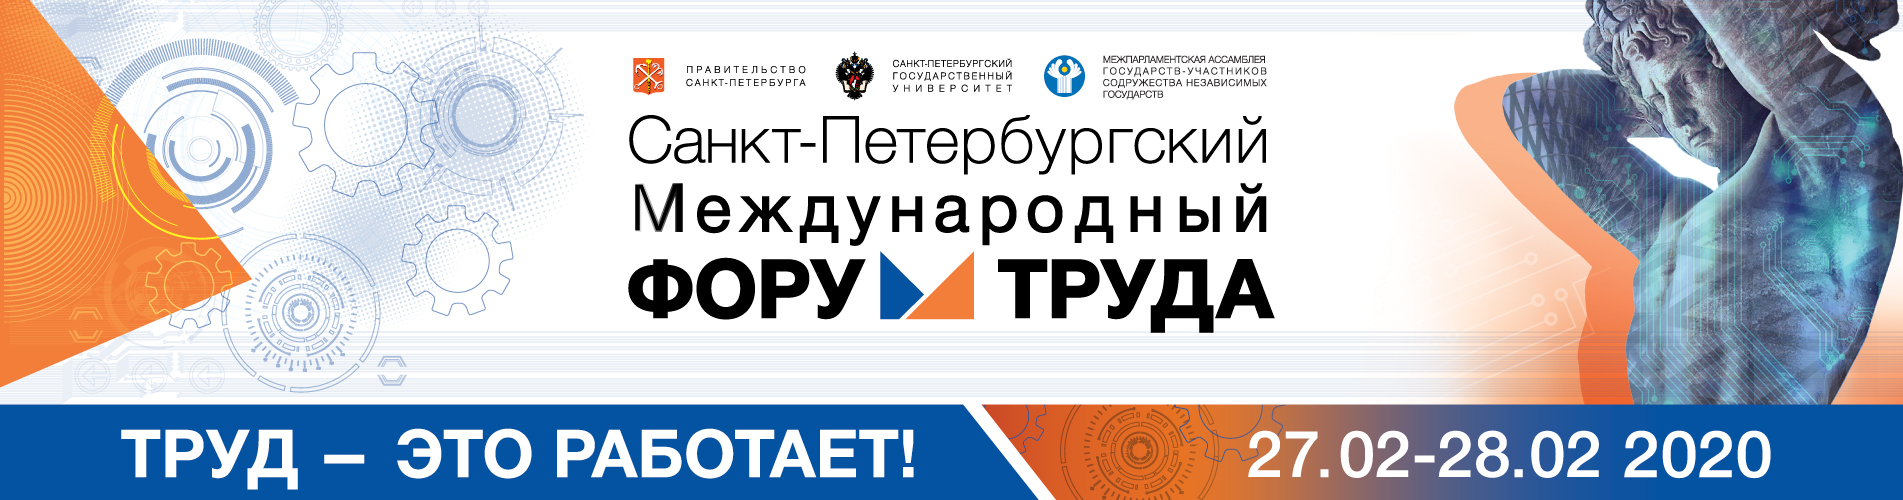 ПРАВИТЕЛЬСТВО
САНКТ-ПЕТЕРБУРГА
САНКТ-ПЕТЕРБУРГСКИЙ
ГОСУДАРСТВЕННЫЙ
УНИВЕРСИТЕТ
МЕЖПАРЛАМЕНТСКАЯ АССАМБЛЕЯ
ГОСУДАРСТВ-УЧАСТНИКОВ
СОДРУЖЕСТВА НЕЗАВИСИМЫХ
ГОСУДАРСТВ
Санкт-Петербургский
Международный
ФОРУМ ТРУДА
ТРУД – ЭТО РАБОТАЕТ!
27.02-28.02 2020